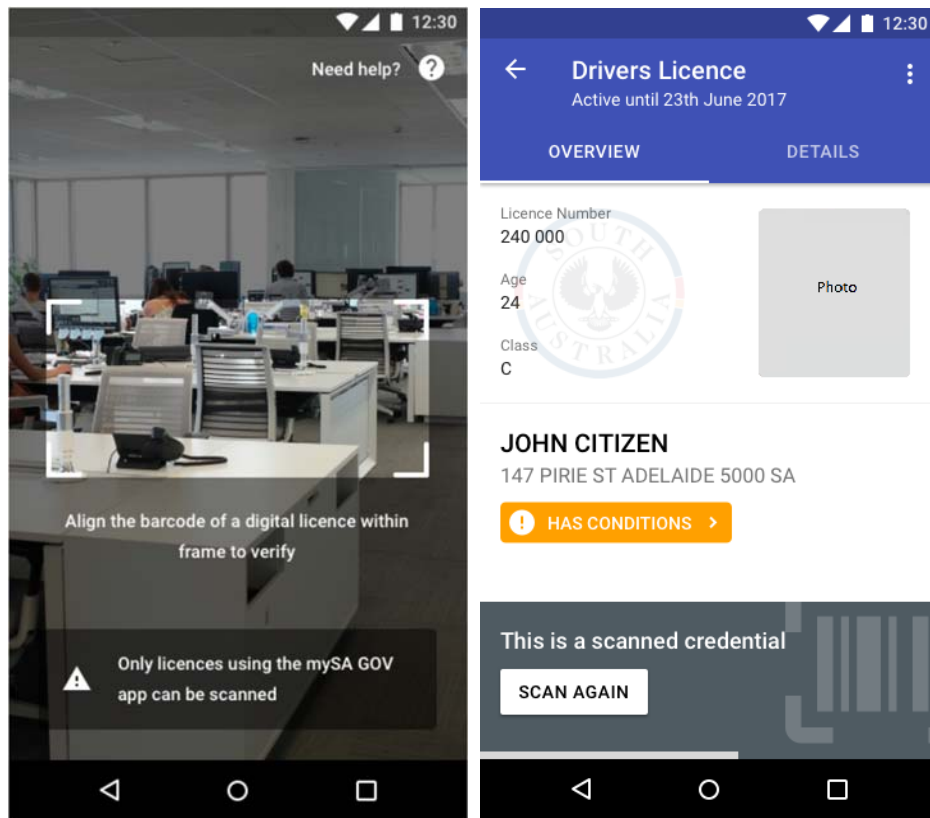 12:30
Need help? ?
Align the barcode of a digital licence within
frame to verify
Only licences using the mySA GOV
app can be scanned
12:30
Drivers Licence
Active until 23th June 2017
OVERVIEW DETAILS
Licence Number
240 000
Age
24
Class
C
SOUTH
AUSTRALIA
Photo
JOHN CITIZEN
147 PIRIE ST ADELAIDE 5000 SA
! HAS CONDITIONS >
This is a scanned credential
SCAN AGAIN